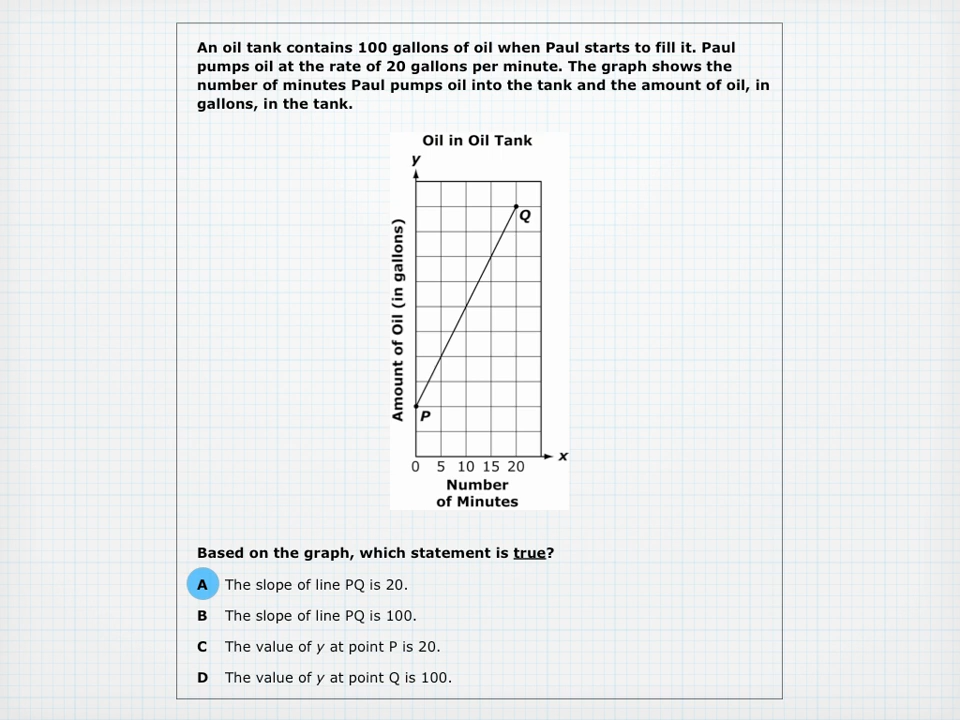 An oil tank contains 100 gallons of oil when Paul starts to fill it. Paul
pumps oil at the rate of 20 gallons per minute. The graph shows the
number of minutes Paul pumps oil into the tank and the amount of oil, in
gallons, in the tank.
Oil in Oil Tank
y
Amount of Oil (in gallons)
Q
P
x
0 5 10 15 20
Number
of Minutes
Based on the graph, which statement is true?
A The slope of line PQ is 20.
B The slope of line PQ is 100.
C The value of y at point P is 20.
D The value of y at point Q is 100.